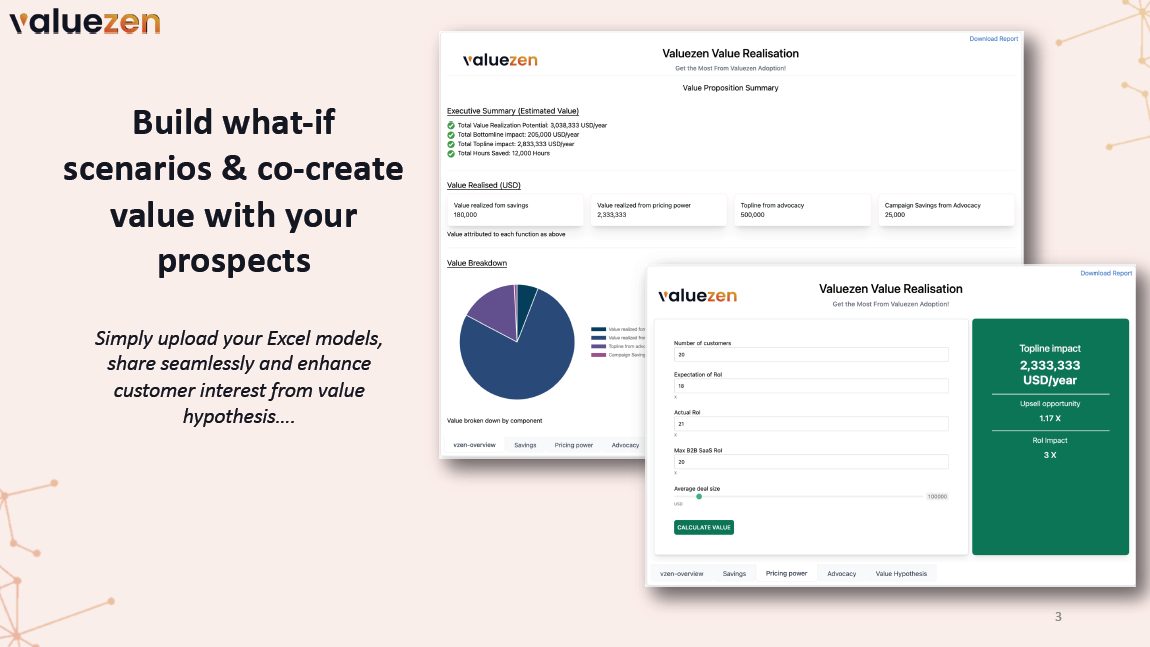 valuezen
Build what-if
scenarios & co-create
value with your
prospects
Simply upload your Excel models,
share seamlessly and enhance
customer interest from value
hypothesis....
Download Report
valuezen
Valuezen Value Realisation
Get the Most From Valuezen Adoption!
Value Proposition Summary
Executive Summary (Estimated Value)
Total Value Realization Potential: 3,038,333 USD/year
Total Bottomline impact: 205,000 USD/year
Total Topline impact: 2,833,333 USD/year
Total Hours Saved: 12,000 Hours
Value Realised (USD)
Value realized fom savings
180,000
Value realized from pricing power
2,333,333
Topline from advocacy
500,000
Campaign Savings from Advocacy
25,000
Value attributed to each function as above
Value Breakdown
Value realized
Value realized
Topline from
Campaign
Value broken down by component
vzen-overview Savings Pricing power Advocacy
Download Report
valuezen
Valuezen Value Realisation
Get the Most From Valuezen Adoption!
Number of customers
20
Expectation of RoI
18
X
Actual RoI
21
X
Max B2B SaaS RoI
20
X
Average deal size
100000
USD
CALCULATE VALUE
Topline impact
2,333,333
USD/year
Upsell opportunity
1.17 X
RoI Impact
3 X
vzen-overview Savings Pricing power Advocacy Value Hypothesis
3